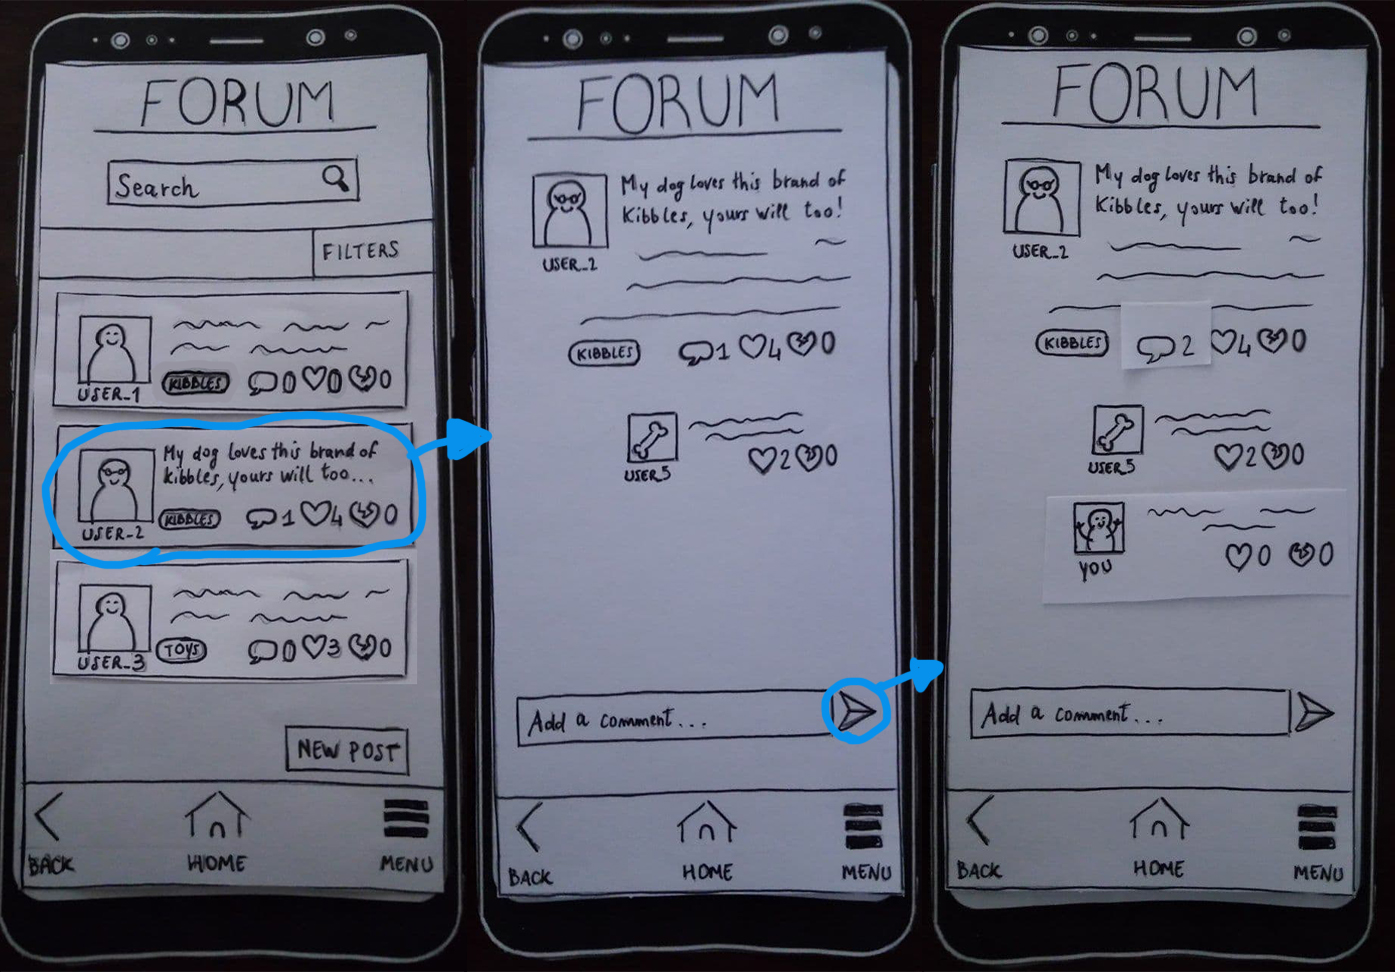 FORUM
Search
FILTERS
USER_1
KIBBLES
0
0
0
My dog loves this brand of
kibbles, yours will too...
USER_2
KIBBLES
1
4
0
USER_3
TOYS
0
3
0
NEW POST
BACK
HOME
MENU
FORUM
My dog loves this brand of
Kibbles, yours will too!
USER_2
KIBBLES
1
4
0
USER_5
2
0
Add a comment...
BACK
HOME
MENU
FORUM
My dog loves this brand of
Kibbles, yours will too!
USER_2
KIBBLES
2
4
0
USER_5
2
0
YOU
0
0
Add a comment...
BACK
HOME
MENU